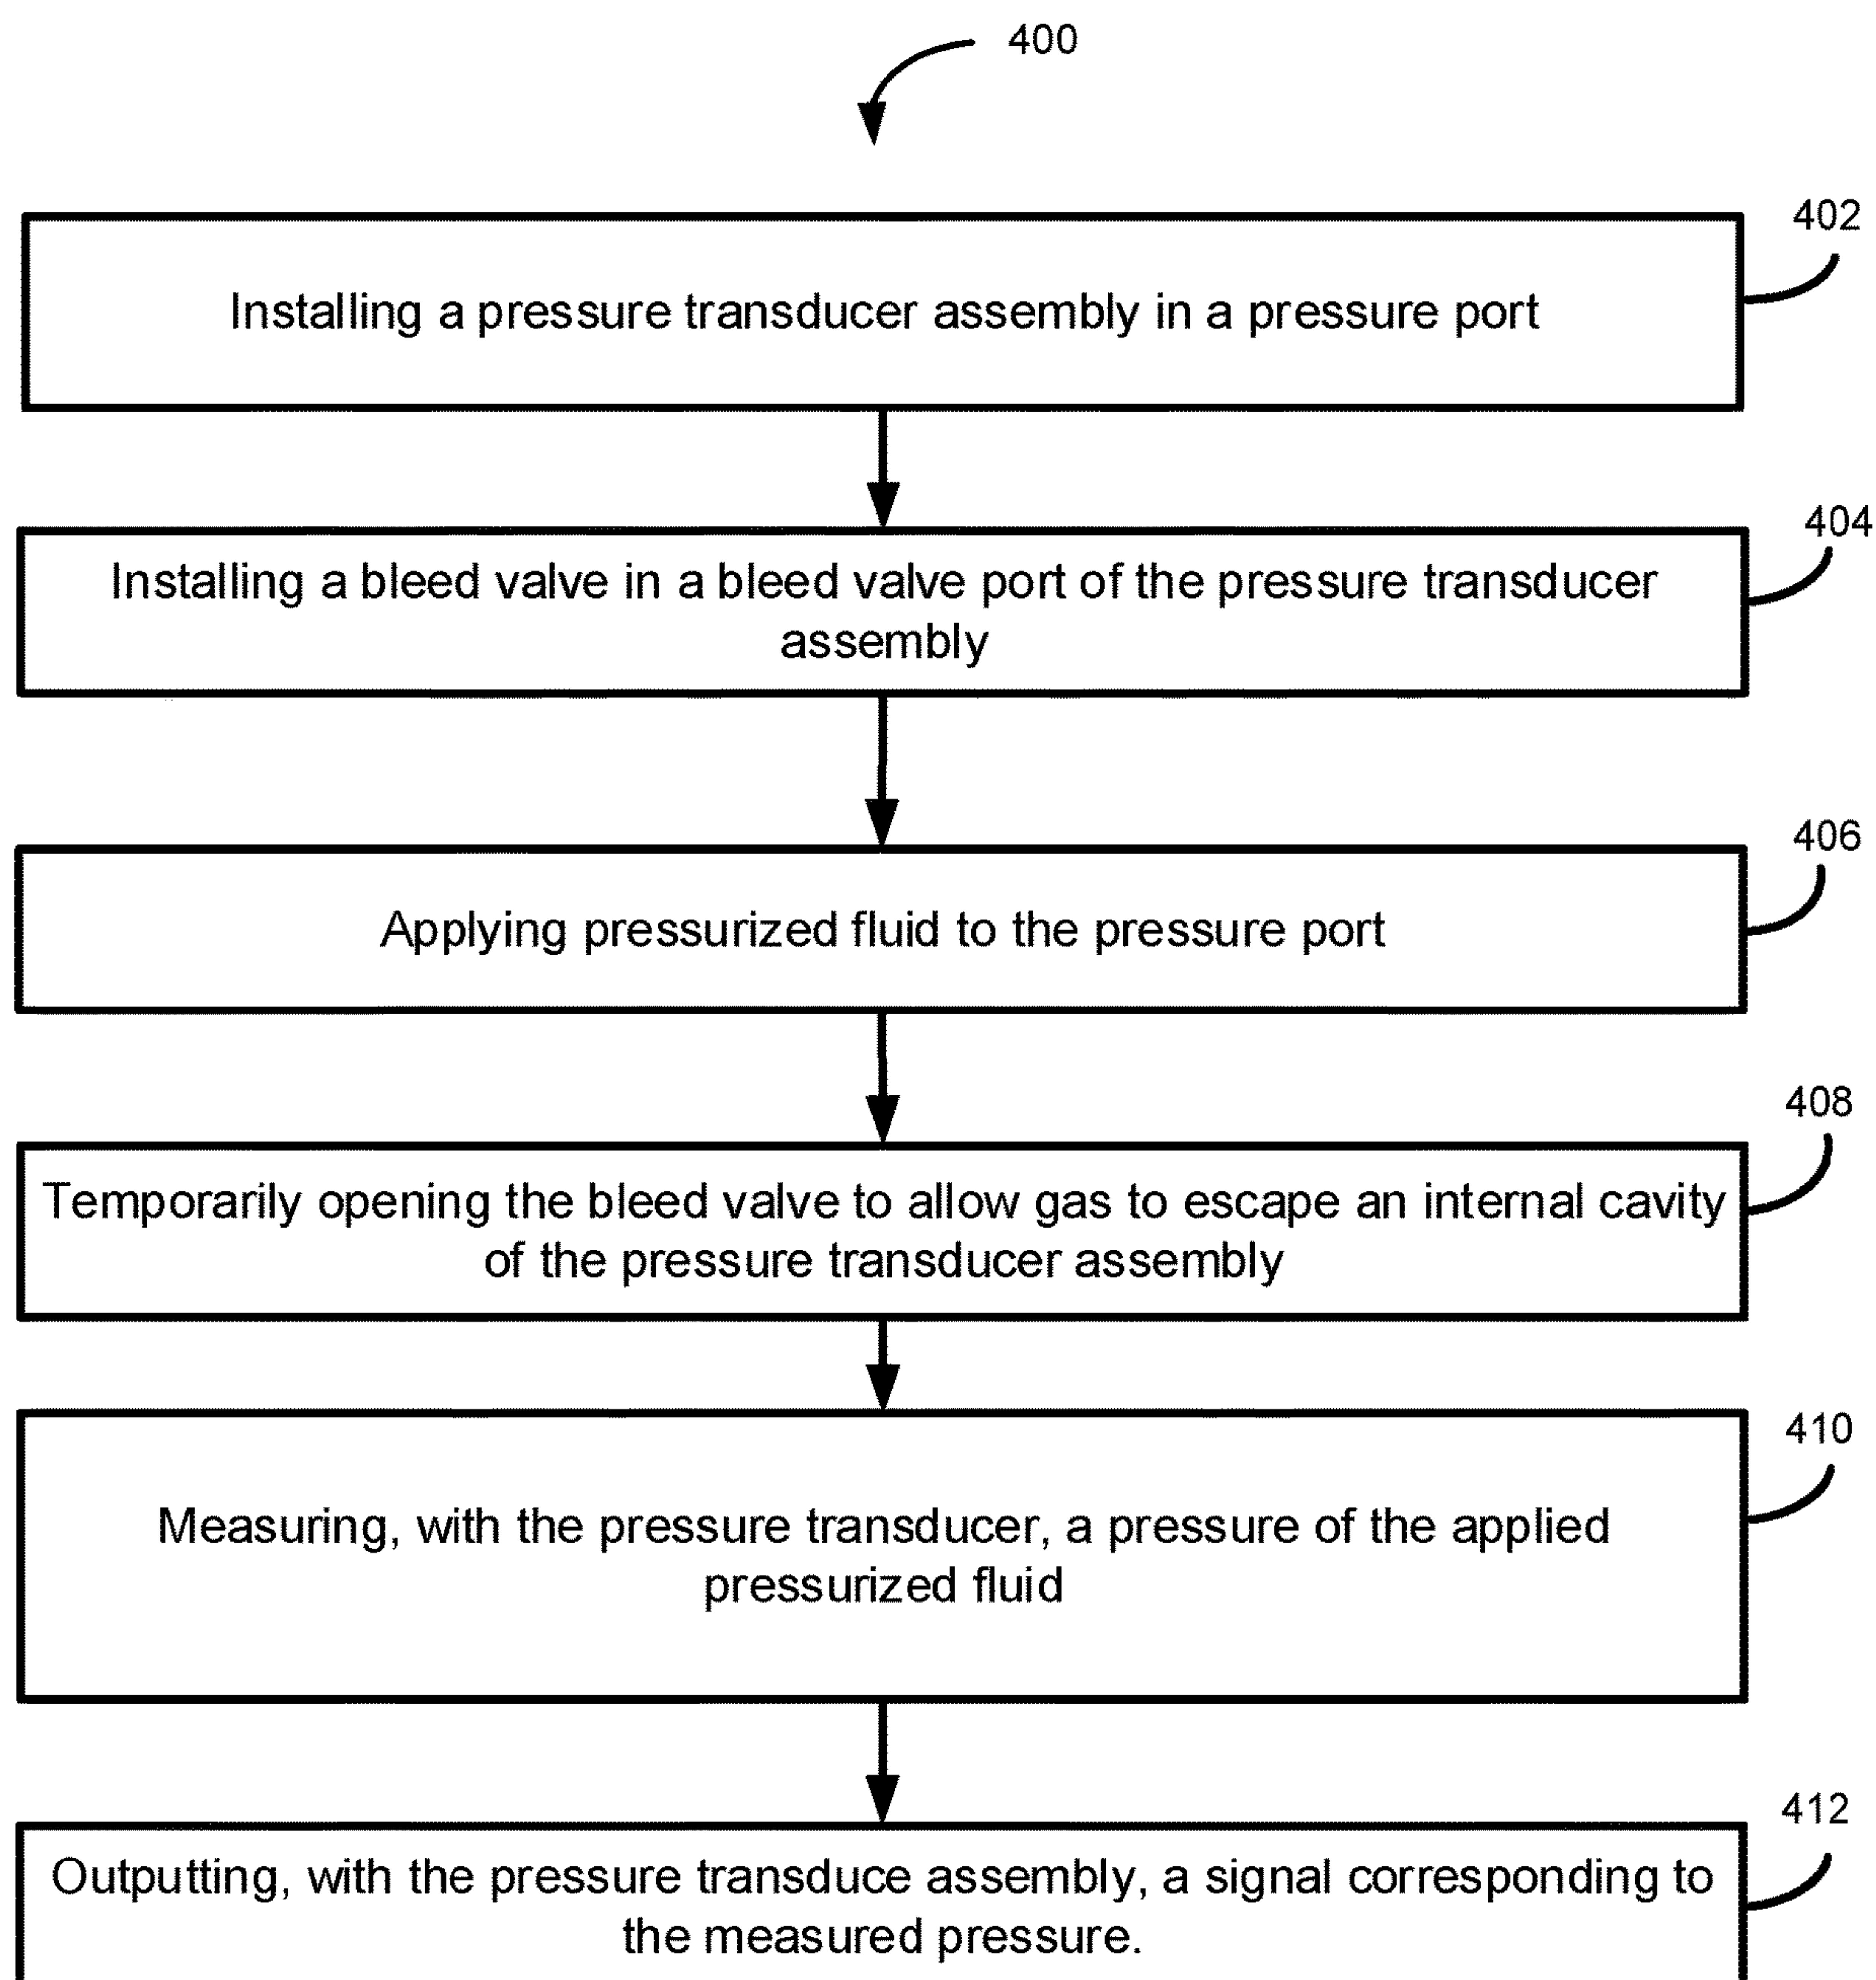 400
402
Installing a pressure transducer assembly in a pressure port
404
Installing a bleed valve in a bleed valve port of the pressure transducer
assembly
406
Applying pressurized fluid to the pressure port
408
Temporarily opening the bleed valve to allow gas to escape an internal cavity
of the pressure transducer assembly
410
Measuring, with the pressure transducer, a pressure of the applied
pressurized fluid
412
Outputting, with the pressure transduce assembly, a signal corresponding to
the measured pressure.